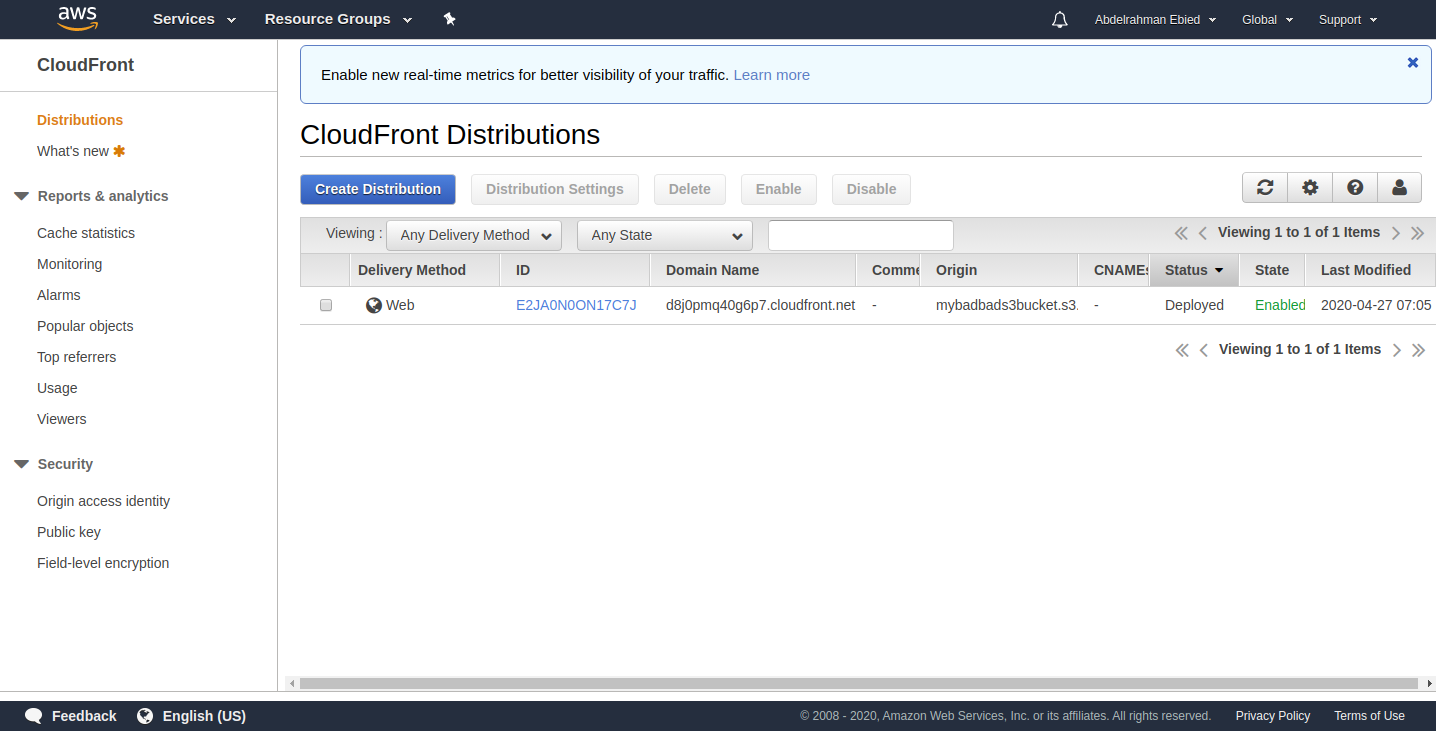 aws Services Resource Groups Abdelrahman Ebied Global Support
CloudFront
Distributions
What's new
Reports & analytics
Cache statistics
Monitoring
Alarms
Popular objects
Top referrers
Usage
Viewers
Security
Origin access identity
Public key
Field-level encryption
Enable new real-time metrics for better visibility of your traffic. Learn more
CloudFront Distributions
Create Distribution Distribution Settings Delete Enable Disable
Viewing : Any Delivery Method Any State Viewing 1 to 1 of 1 Items
Delivery Method ID Domain Name Comme Origin CNAMEs Status State Last Modified
Web E2JA0N0ON17C7J d8j0pmq40g6p7.cloudfront.net - mybadbads3bucket.s3. - Deployed Enabled 2020-04-27 07:05
Viewing 1 to 1 of 1 Items
Feedback English (US) © 2008 - 2020, Amazon Web Services, Inc. or its affiliates. All rights reserved. Privacy Policy Terms of Use